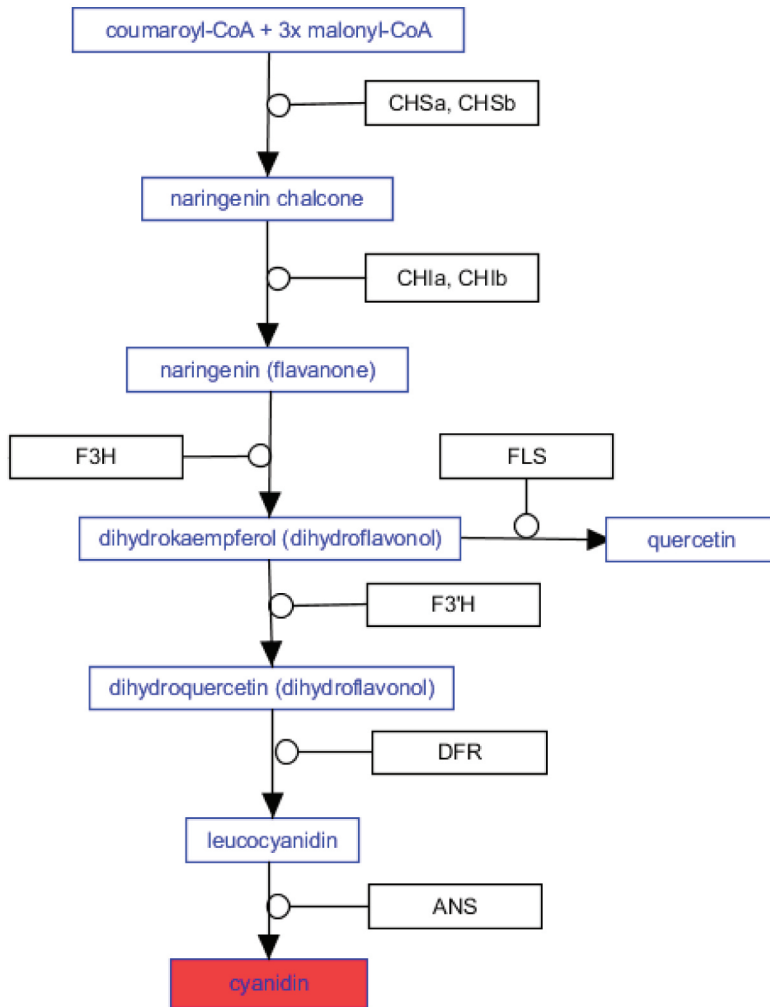 coumaroyl-CoA + 3x malonyl-CoA
CHSa, CHSb
naringenin chalcone
CHIa, CHIb
naringenin (flavanone)
F3H
FLS
dihydrokaempferol (dihydroflavonol)
quercetin
F3'H
dihydroquercetin (dihydroflavonol)
DFR
leucocyanidin
ANS
cyanidin